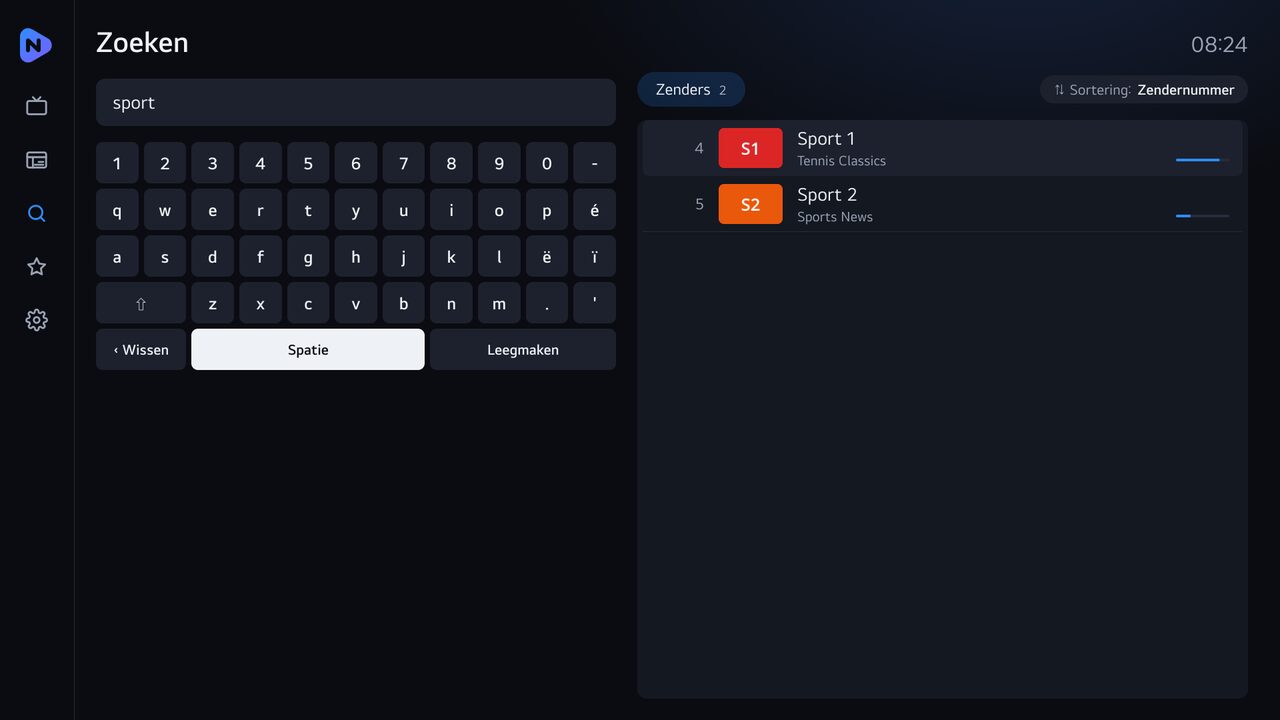 N
Zoeken
08:24
sport
1 2 3 4 5 6 7 8 9 0 -
q w e r t y u i o p é
a s d f g h j k l ë ï
⇧ z x c v b n m . '
‹ Wissen Spatie Leegmaken
Zenders 2
Sortering: Zendernummer
4 S1 Sport 1
Tennis Classics
5 S2 Sport 2
Sports News